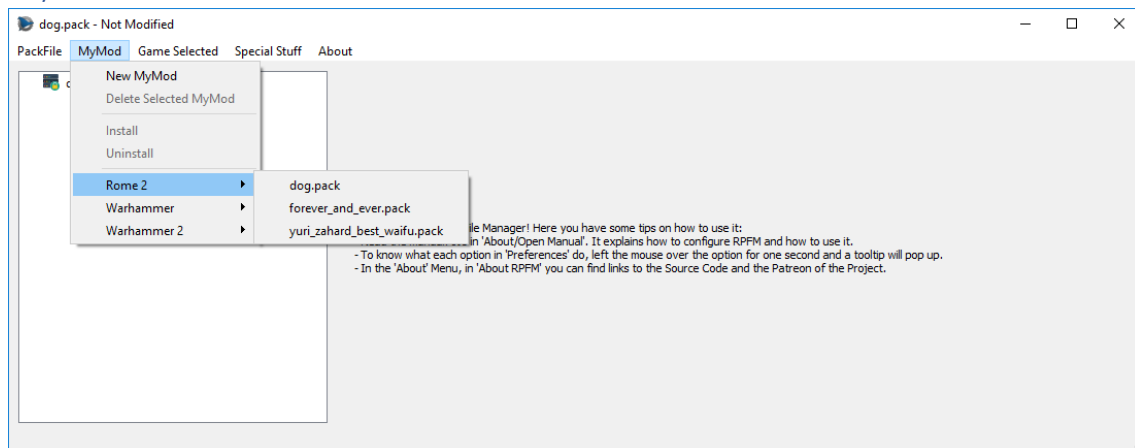 dog.pack - Not Modified
PackFile MyMod Game Selected Special Stuff About
New MyMod
Delete Selected MyMod
Install
Uninstall
Rome 2
Warhammer
Warhammer 2
dog.pack
forever_and_ever.pack
yuri_zahard_best_waifu.pack
Manager! Here you have some tips on how to use it:
in 'About/Open Manual'. It explains how to configure RPFM and how to use it.
- To know what each option in 'Preferences' do, left the mouse over the option for one second and a tooltip will pop up.
- In the 'About' Menu, in 'About RPFM' you can find links to the Source Code and the Patreon of the Project.